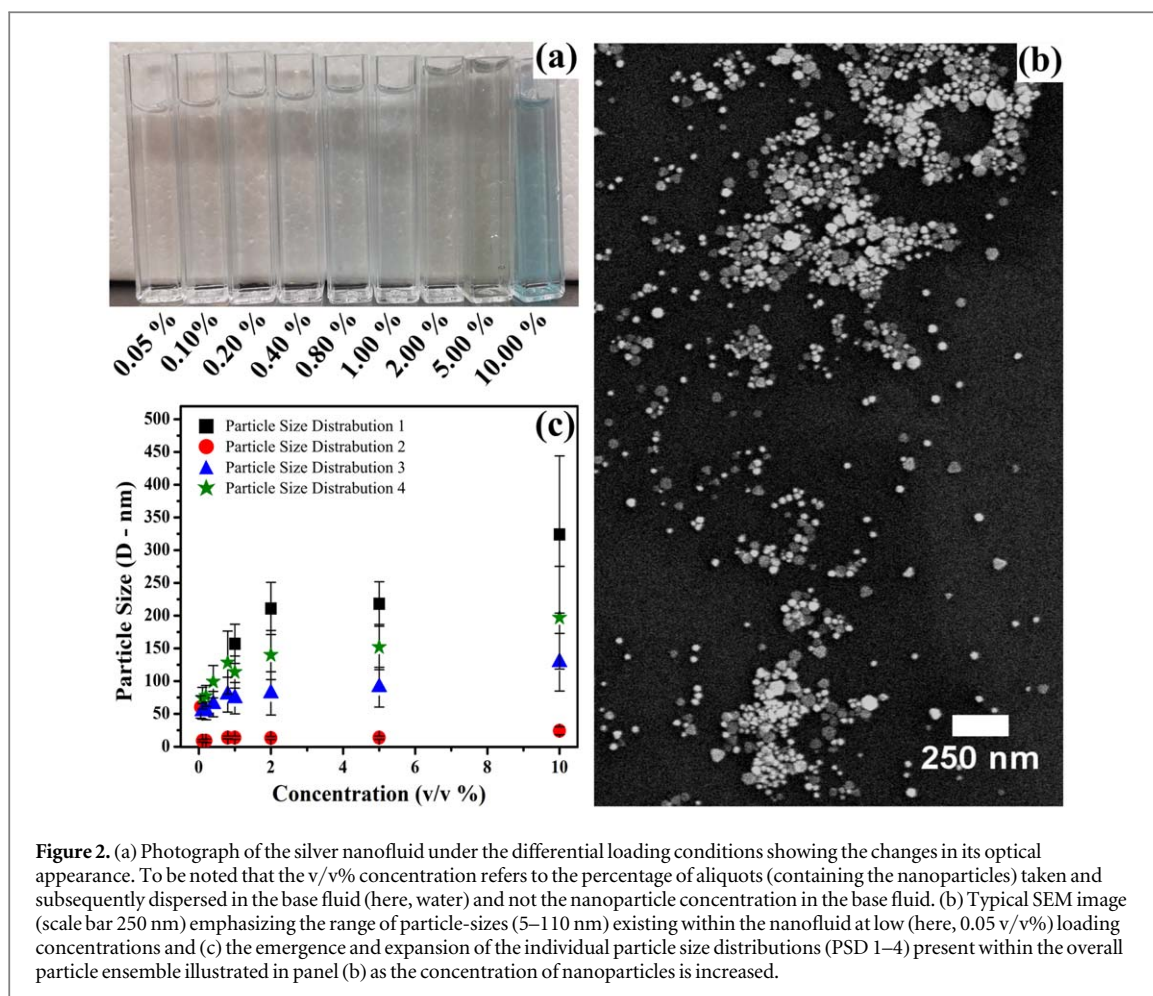 (a)
0.05 %
0.10%
0.20 %
0.40 %
0.80 %
1.00 %
2.00 %
5.00 %
10.00 %
(b)
250 nm
(c)
500
450
400
350
300
250
200
150
100
50
0
Particle Size (D - nm)
Particle Size Distrabution 1
Particle Size Distrabution 2
Particle Size Distrabution 3
Particle Size Distrabution 4
0
2
4
6
8
10
Concentration (v/v %)
Figure 2. (a) Photograph of the silver nanofluid under the differential loading conditions showing the changes in its optical
appearance. To be noted that the v/v% concentration refers to the percentage of aliquots (containing the nanoparticles) taken and
subsequently dispersed in the base fluid (here, water) and not the nanoparticle concentration in the base fluid. (b) Typical SEM image
(scale bar 250 nm) emphasizing the range of particle-sizes (5–110 nm) existing within the nanofluid at low (here, 0.05 v/v%) loading
concentrations and (c) the emergence and expansion of the individual particle size distributions (PSD 1–4) present within the overall
particle ensemble illustrated in panel (b) as the concentration of nanoparticles is increased.